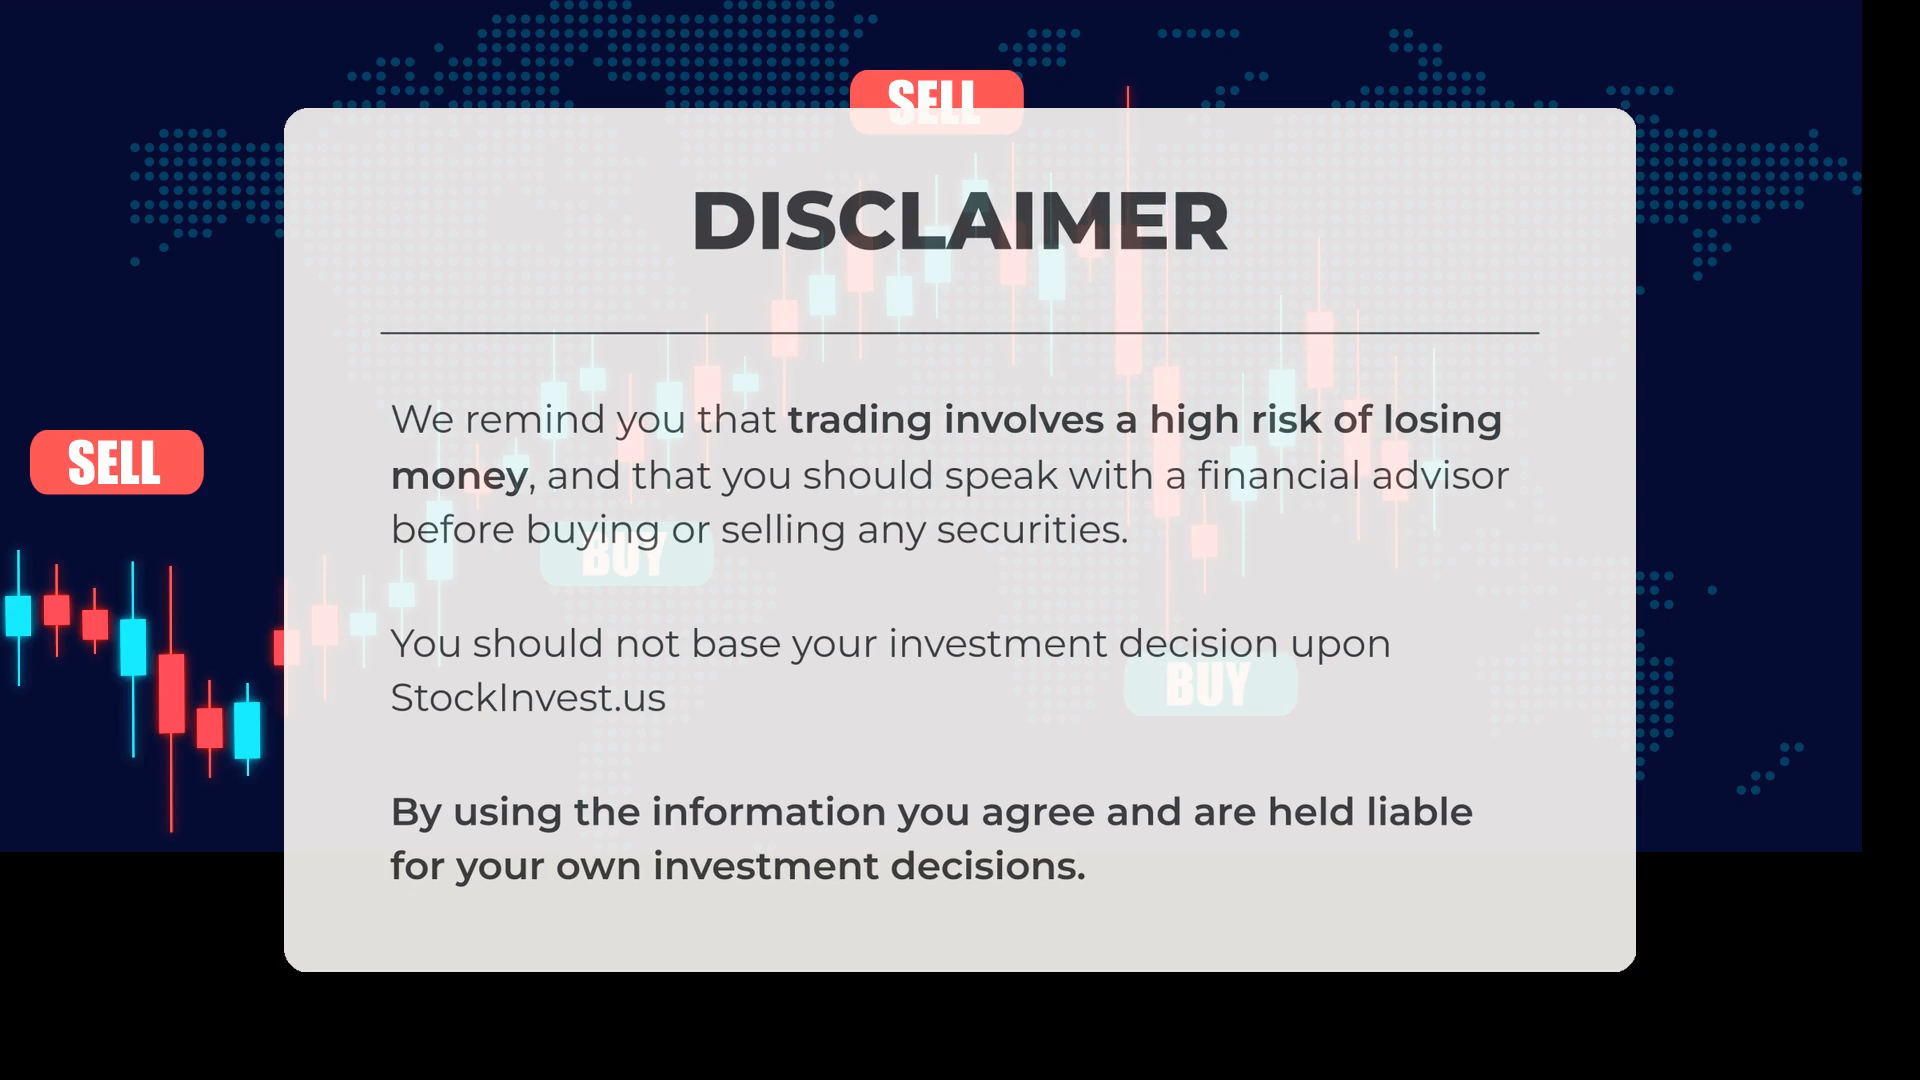 SELL
DISCLAIMER
We remind you that trading involves a high risk of losing
money, and that you should speak with a financial advisor
before buying or selling any securities.
SELL
BUY
You should not base your investment decision upon
StockInvest.us
BUY
By using the information you agree and are held liable
for your own investment decisions.